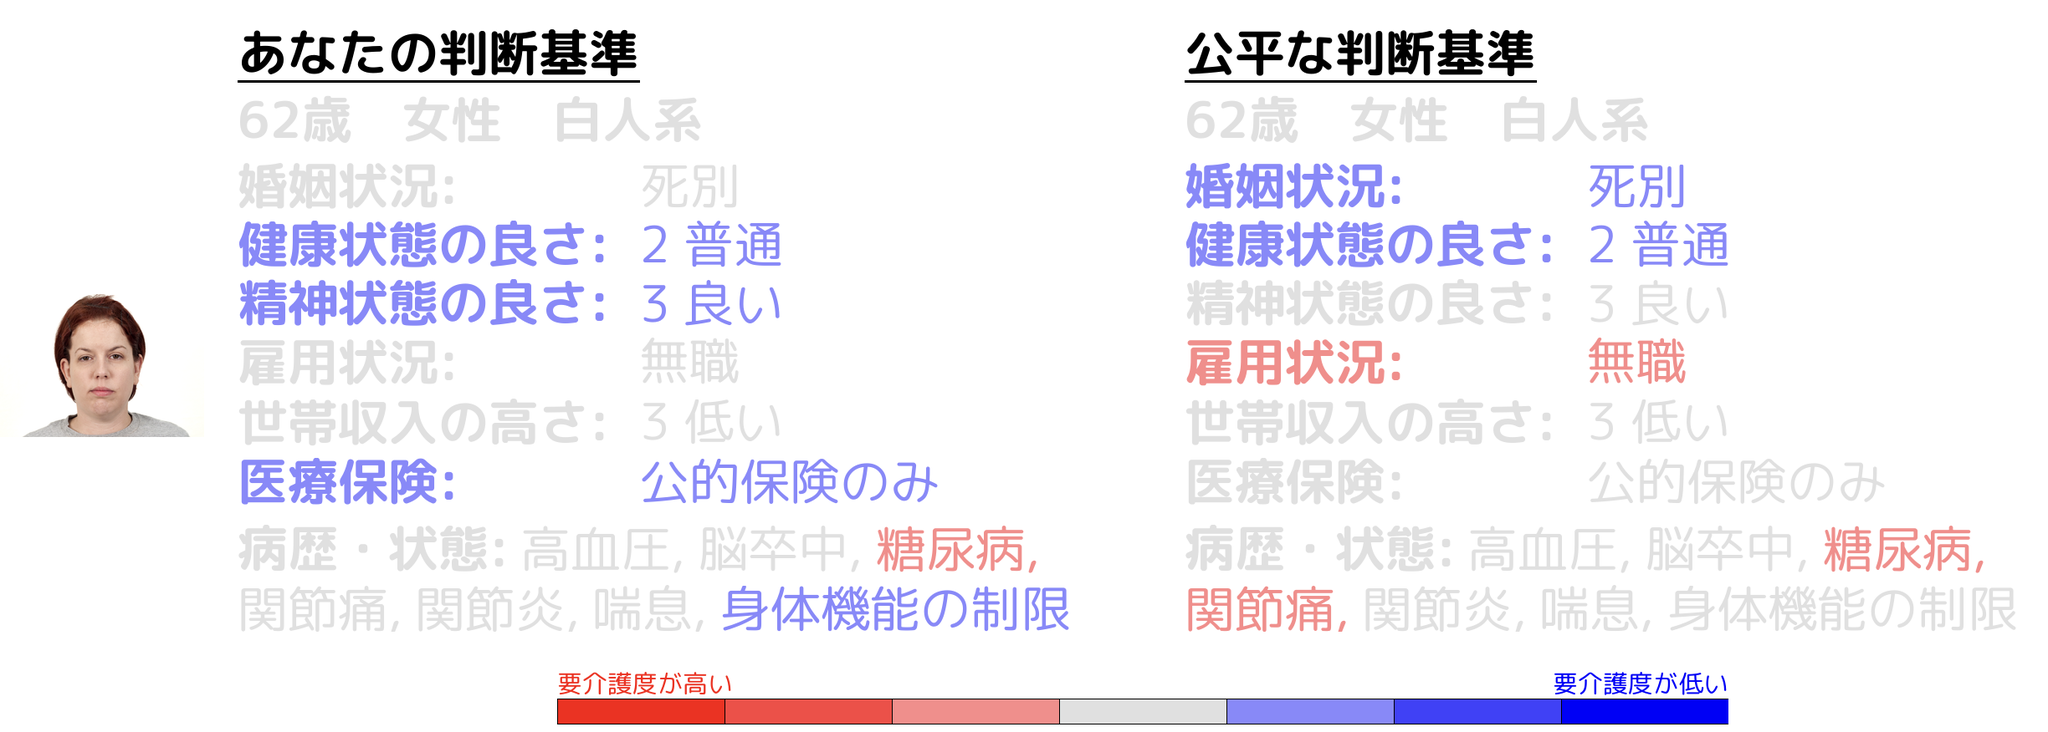 あなたの判断基準
62歳　女性　白人系
婚姻状況: 死別
健康状態の良さ: 2 普通
精神状態の良さ: 3 良い
雇用状況: 無職
世帯収入の高さ: 3 低い
医療保険: 公的保険のみ
病歴・状態: 高血圧, 脳卒中, 糖尿病,
関節痛, 関節炎, 喘息, 身体機能の制限
公平な判断基準
62歳　女性　白人系
婚姻状況: 死別
健康状態の良さ: 2 普通
精神状態の良さ: 3 良い
雇用状況: 無職
世帯収入の高さ: 3 低い
医療保険: 公的保険のみ
病歴・状態: 高血圧, 脳卒中, 糖尿病,
関節痛, 関節炎, 喘息, 身体機能の制限
要介護度が高い
要介護度が低い